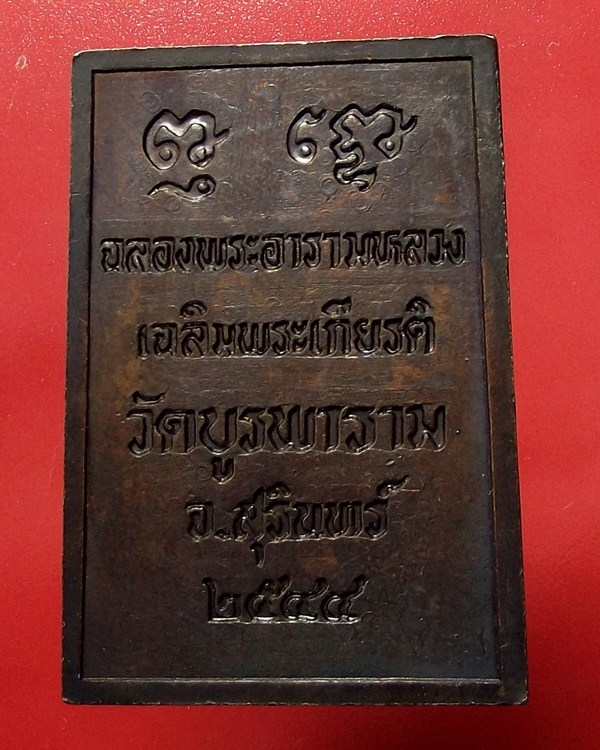 ฉลองพระอารามหลวง
เฉลิมพระเกียรติ
วัดบูรพาราม
จ.สุรินทร์
๒๕๔๔